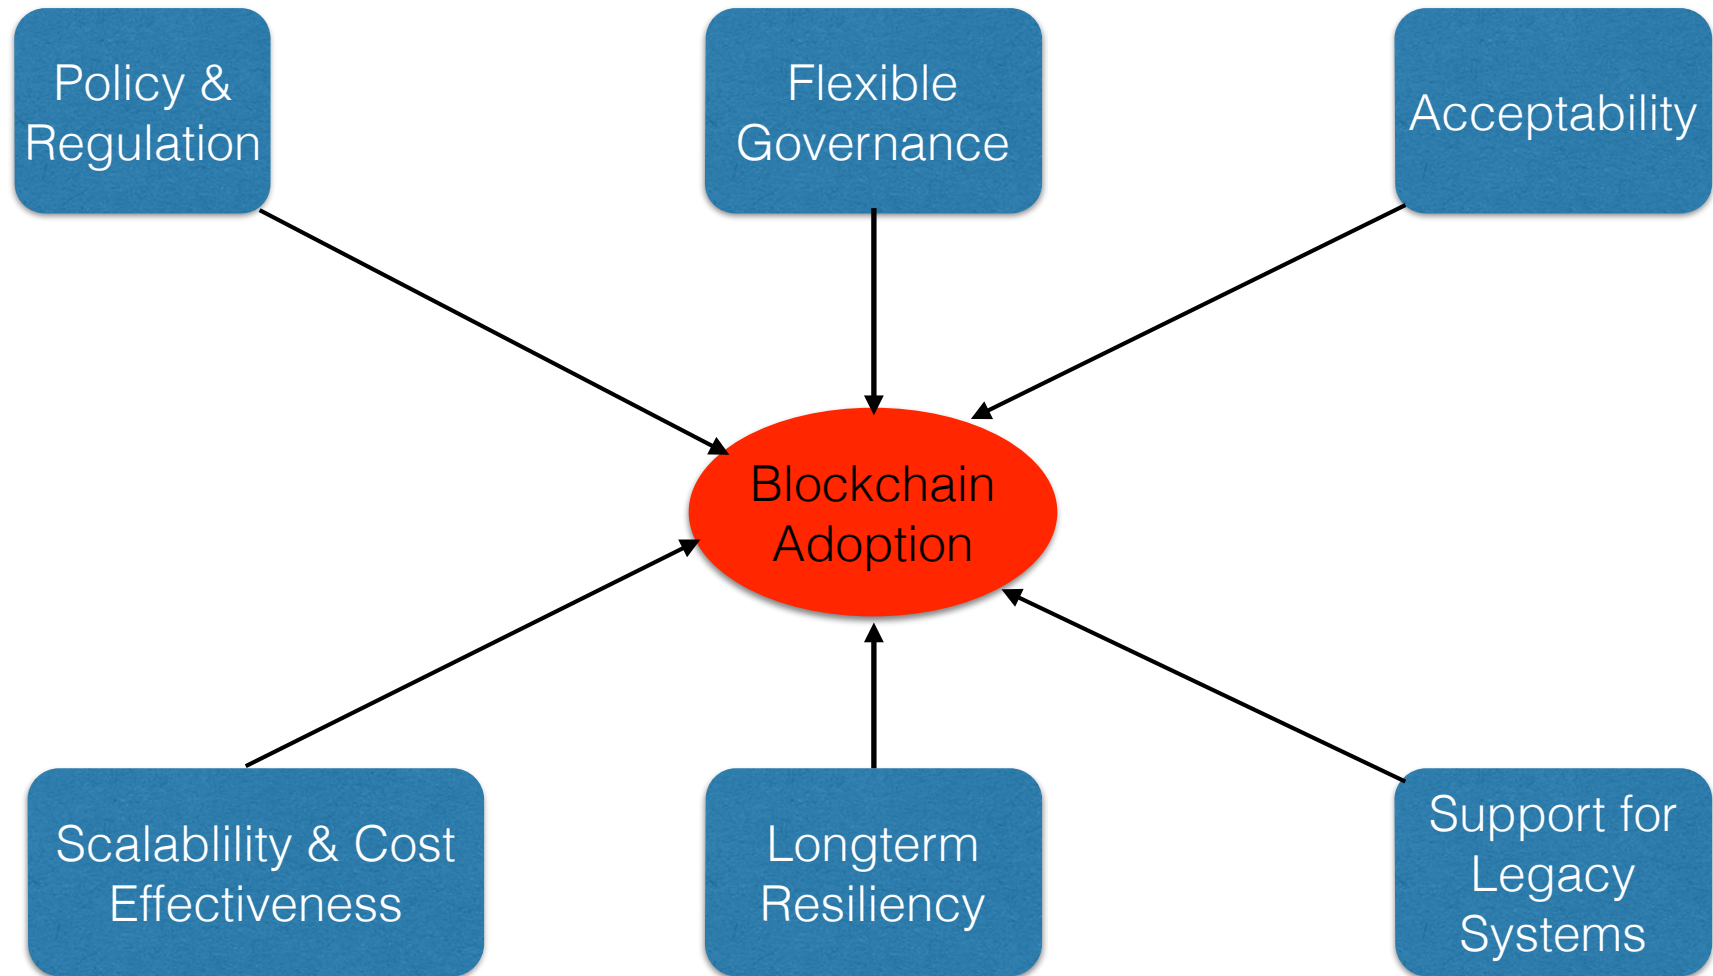 Policy &
Regulation
Flexible
Governance
Acceptability
Blockchain
Adoption
Scalablility & Cost
Effectiveness
Longterm
Resiliency
Support for
Legacy
Systems